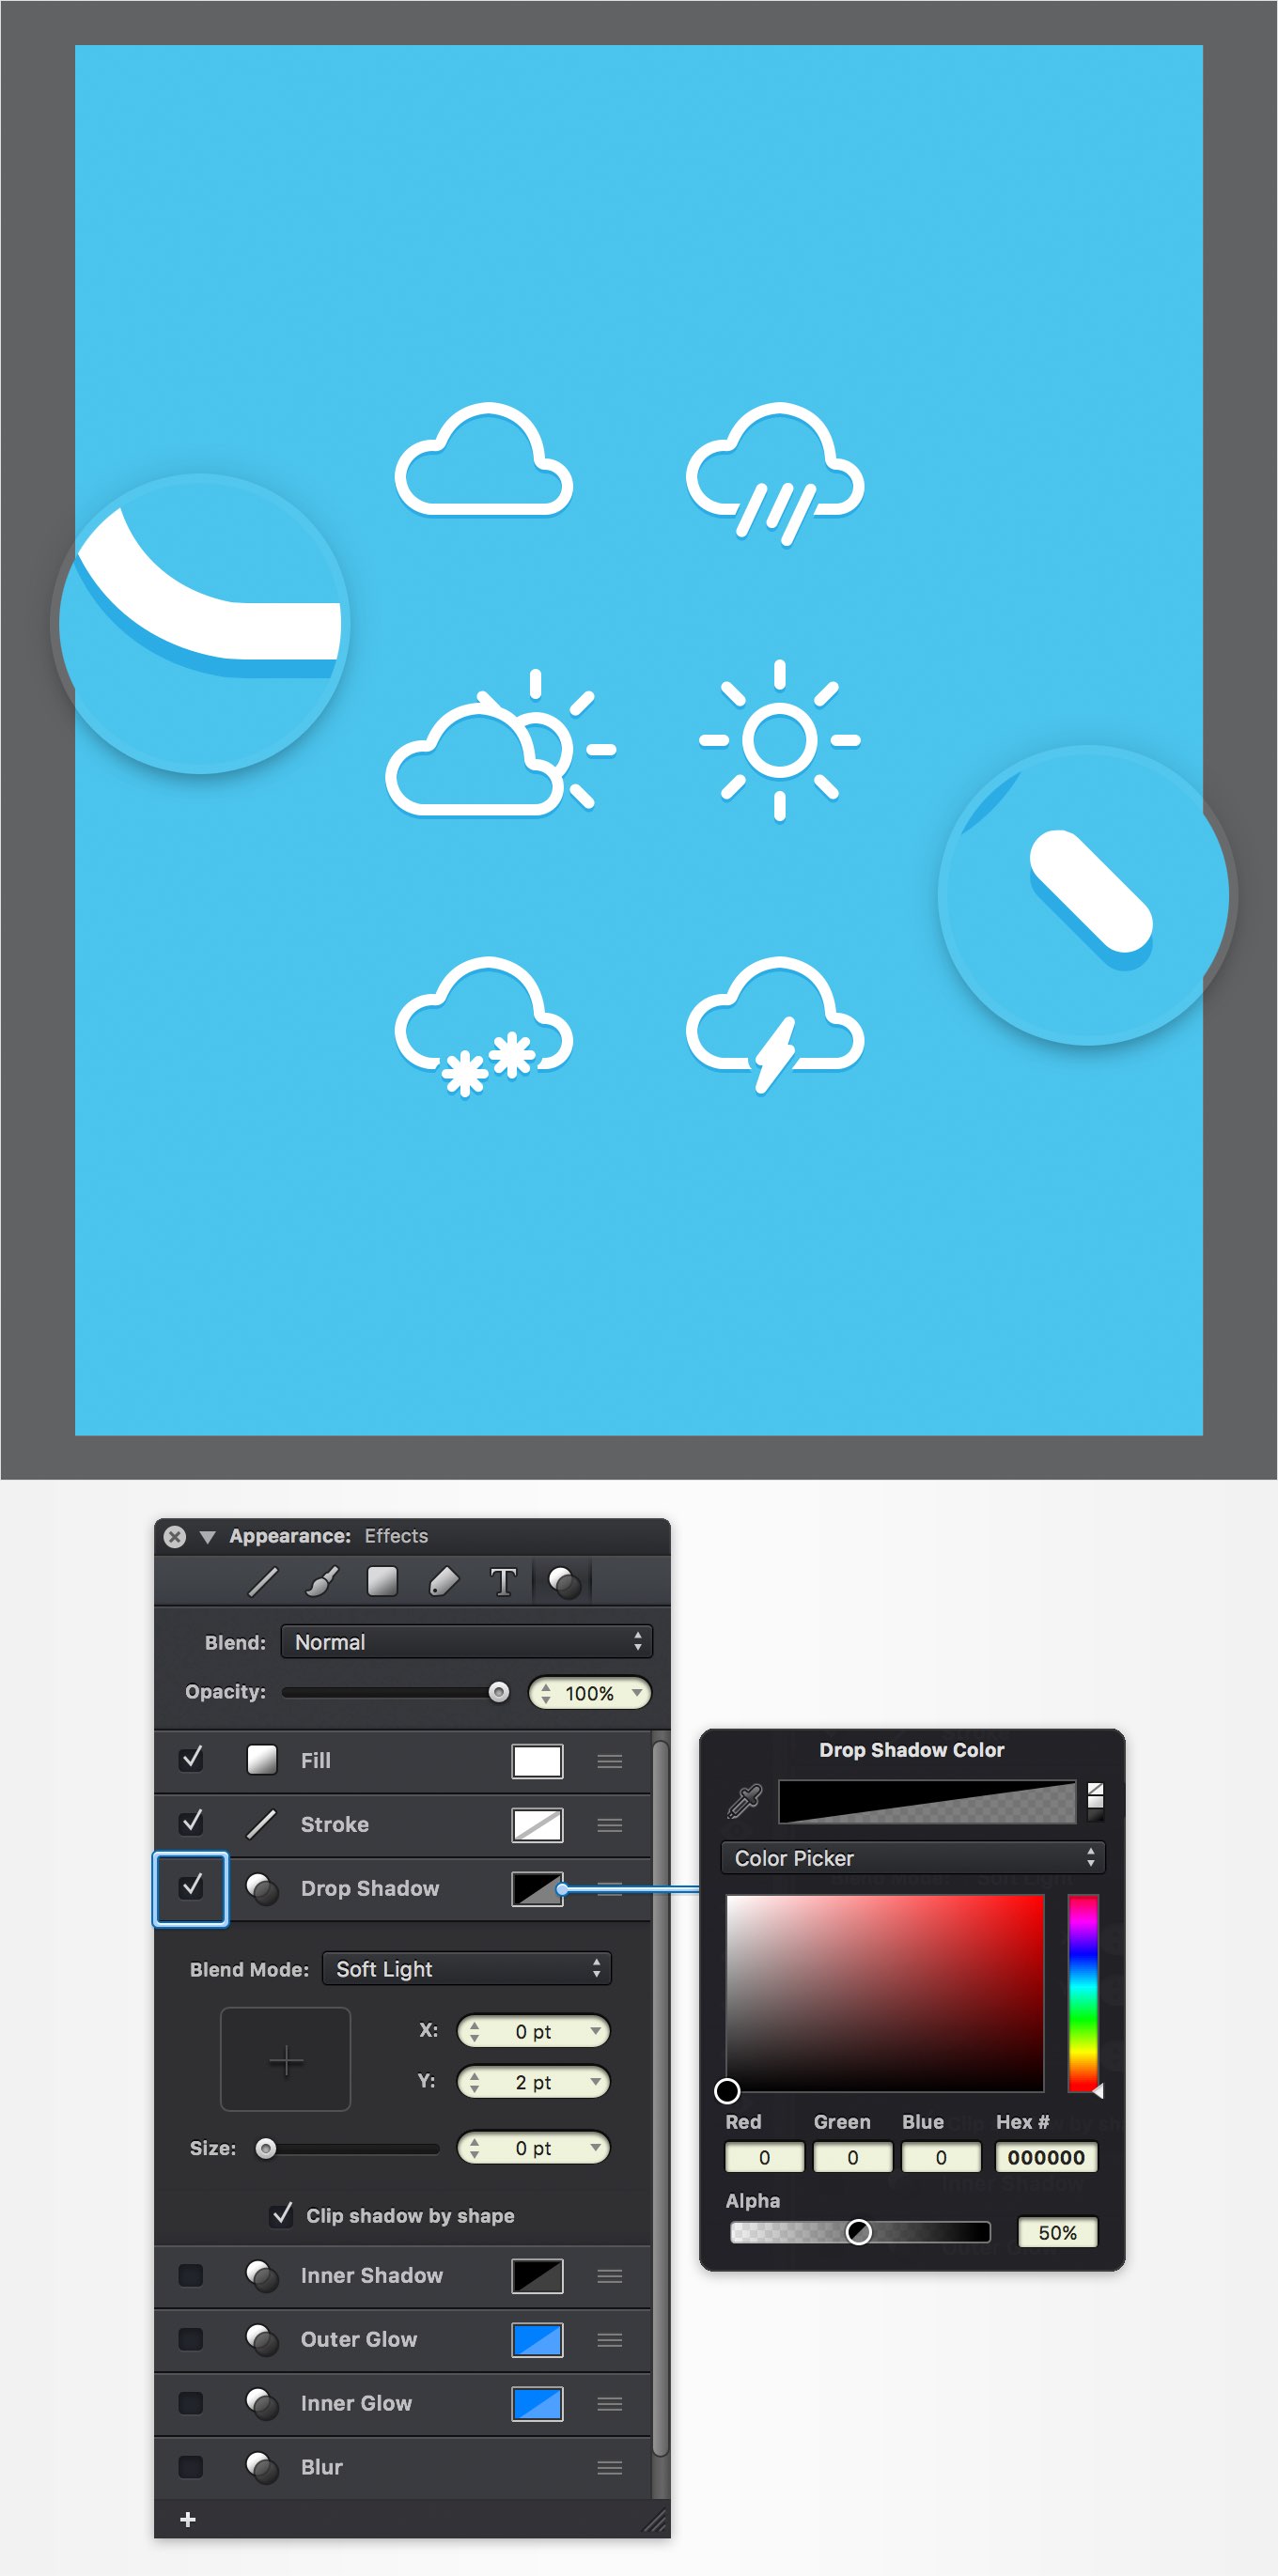 Appearance: Effects
T
Blend: Normal
Opacity: 100%
Fill
Stroke
Drop Shadow
Blend Mode: Soft Light
X: 0 pt
Y: 2 pt
Size: 0 pt
Clip shadow by shape
Inner Shadow
Outer Glow
Inner Glow
Blur
+
Drop Shadow Color
Color Picker
Red Green Blue Hex #
0 0 0 000000
Alpha
50%